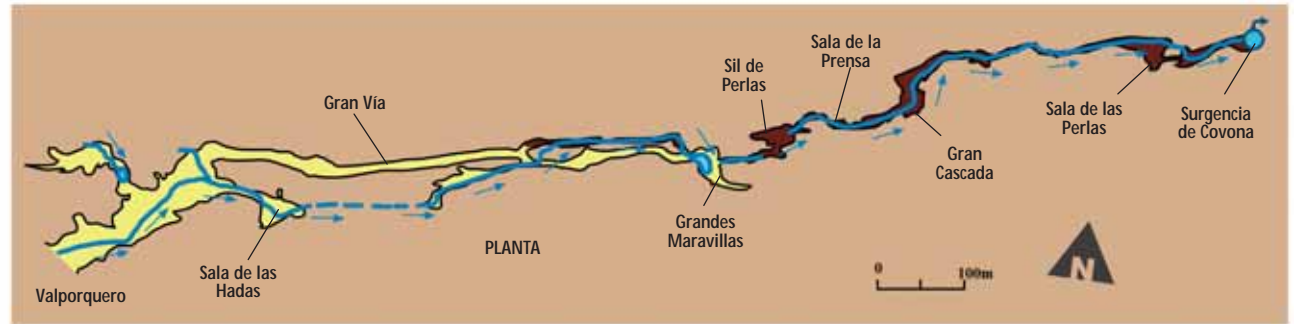 Gran Vía
Sil de
Perlas
Sala de la
Prensa
Gran
Cascada
Sala de las
Perlas
Surgencia
de Covona
Grandes
Maravillas
PLANTA
Sala de las
Hadas
Valporquero
0 100m
N